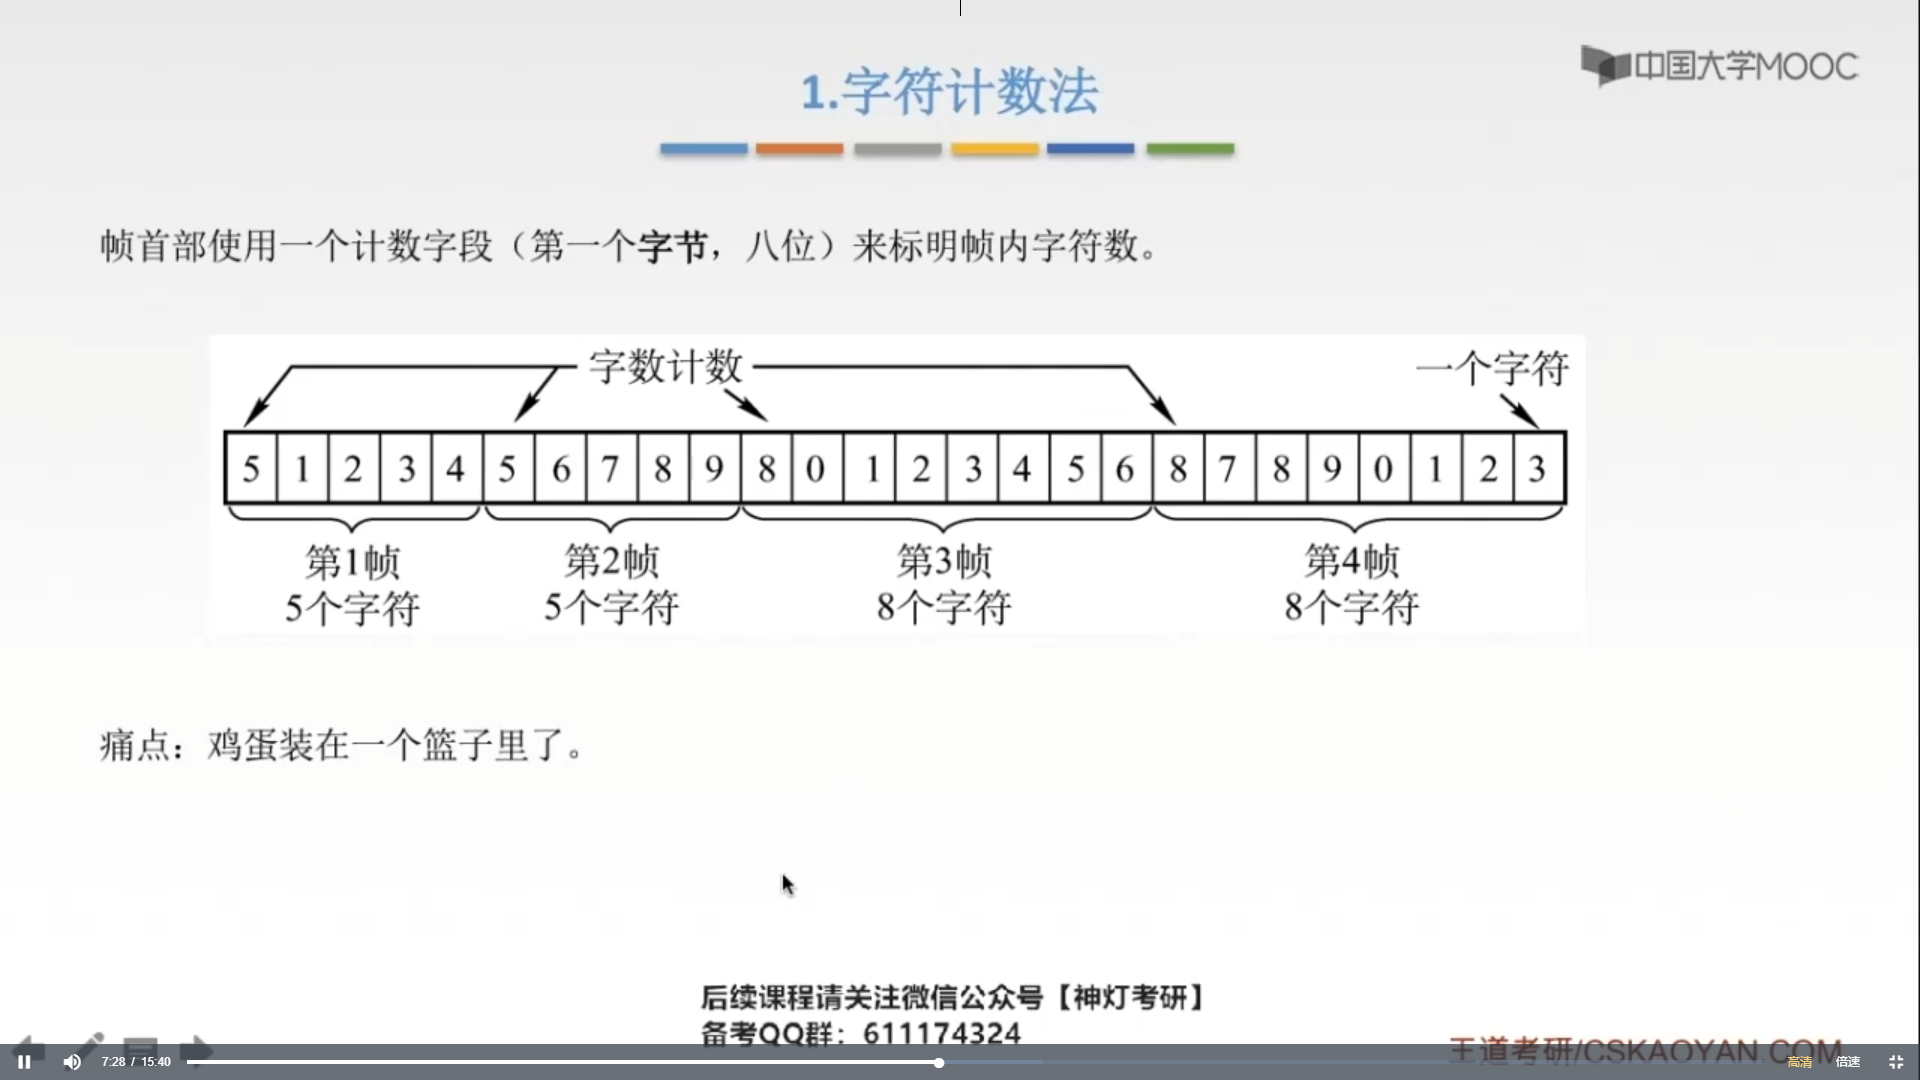 中国大学MOOC
1.字符计数法
帧首部使用一个计数字段（第一个字节，八位）来标明帧内字符数。
字数计数
一个字符
5 1 2 3 4 5 6 7 8 9 8 0 1 2 3 4 5 6 8 7 8 9 0 1 2 3
第1帧 第2帧 第3帧 第4帧
5个字符 5个字符 8个字符 8个字符
痛点：鸡蛋装在一个篮子里了。
后续课程请关注微信公众号【神灯考研】
备考QQ群：611174324
王道考研/CSKAOYAN.COM
7:28 / 15:40 高清 倍速